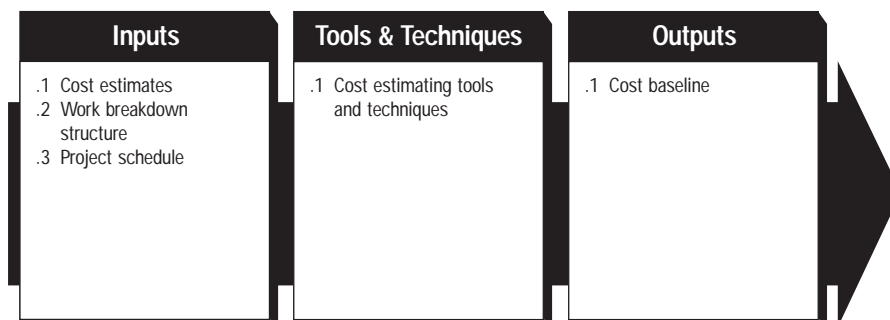 Inputs
.1 Cost estimates
.2 Work breakdown
structure
.3 Project schedule
Tools & Techniques
.1 Cost estimating tools
and techniques
Outputs
.1 Cost baseline